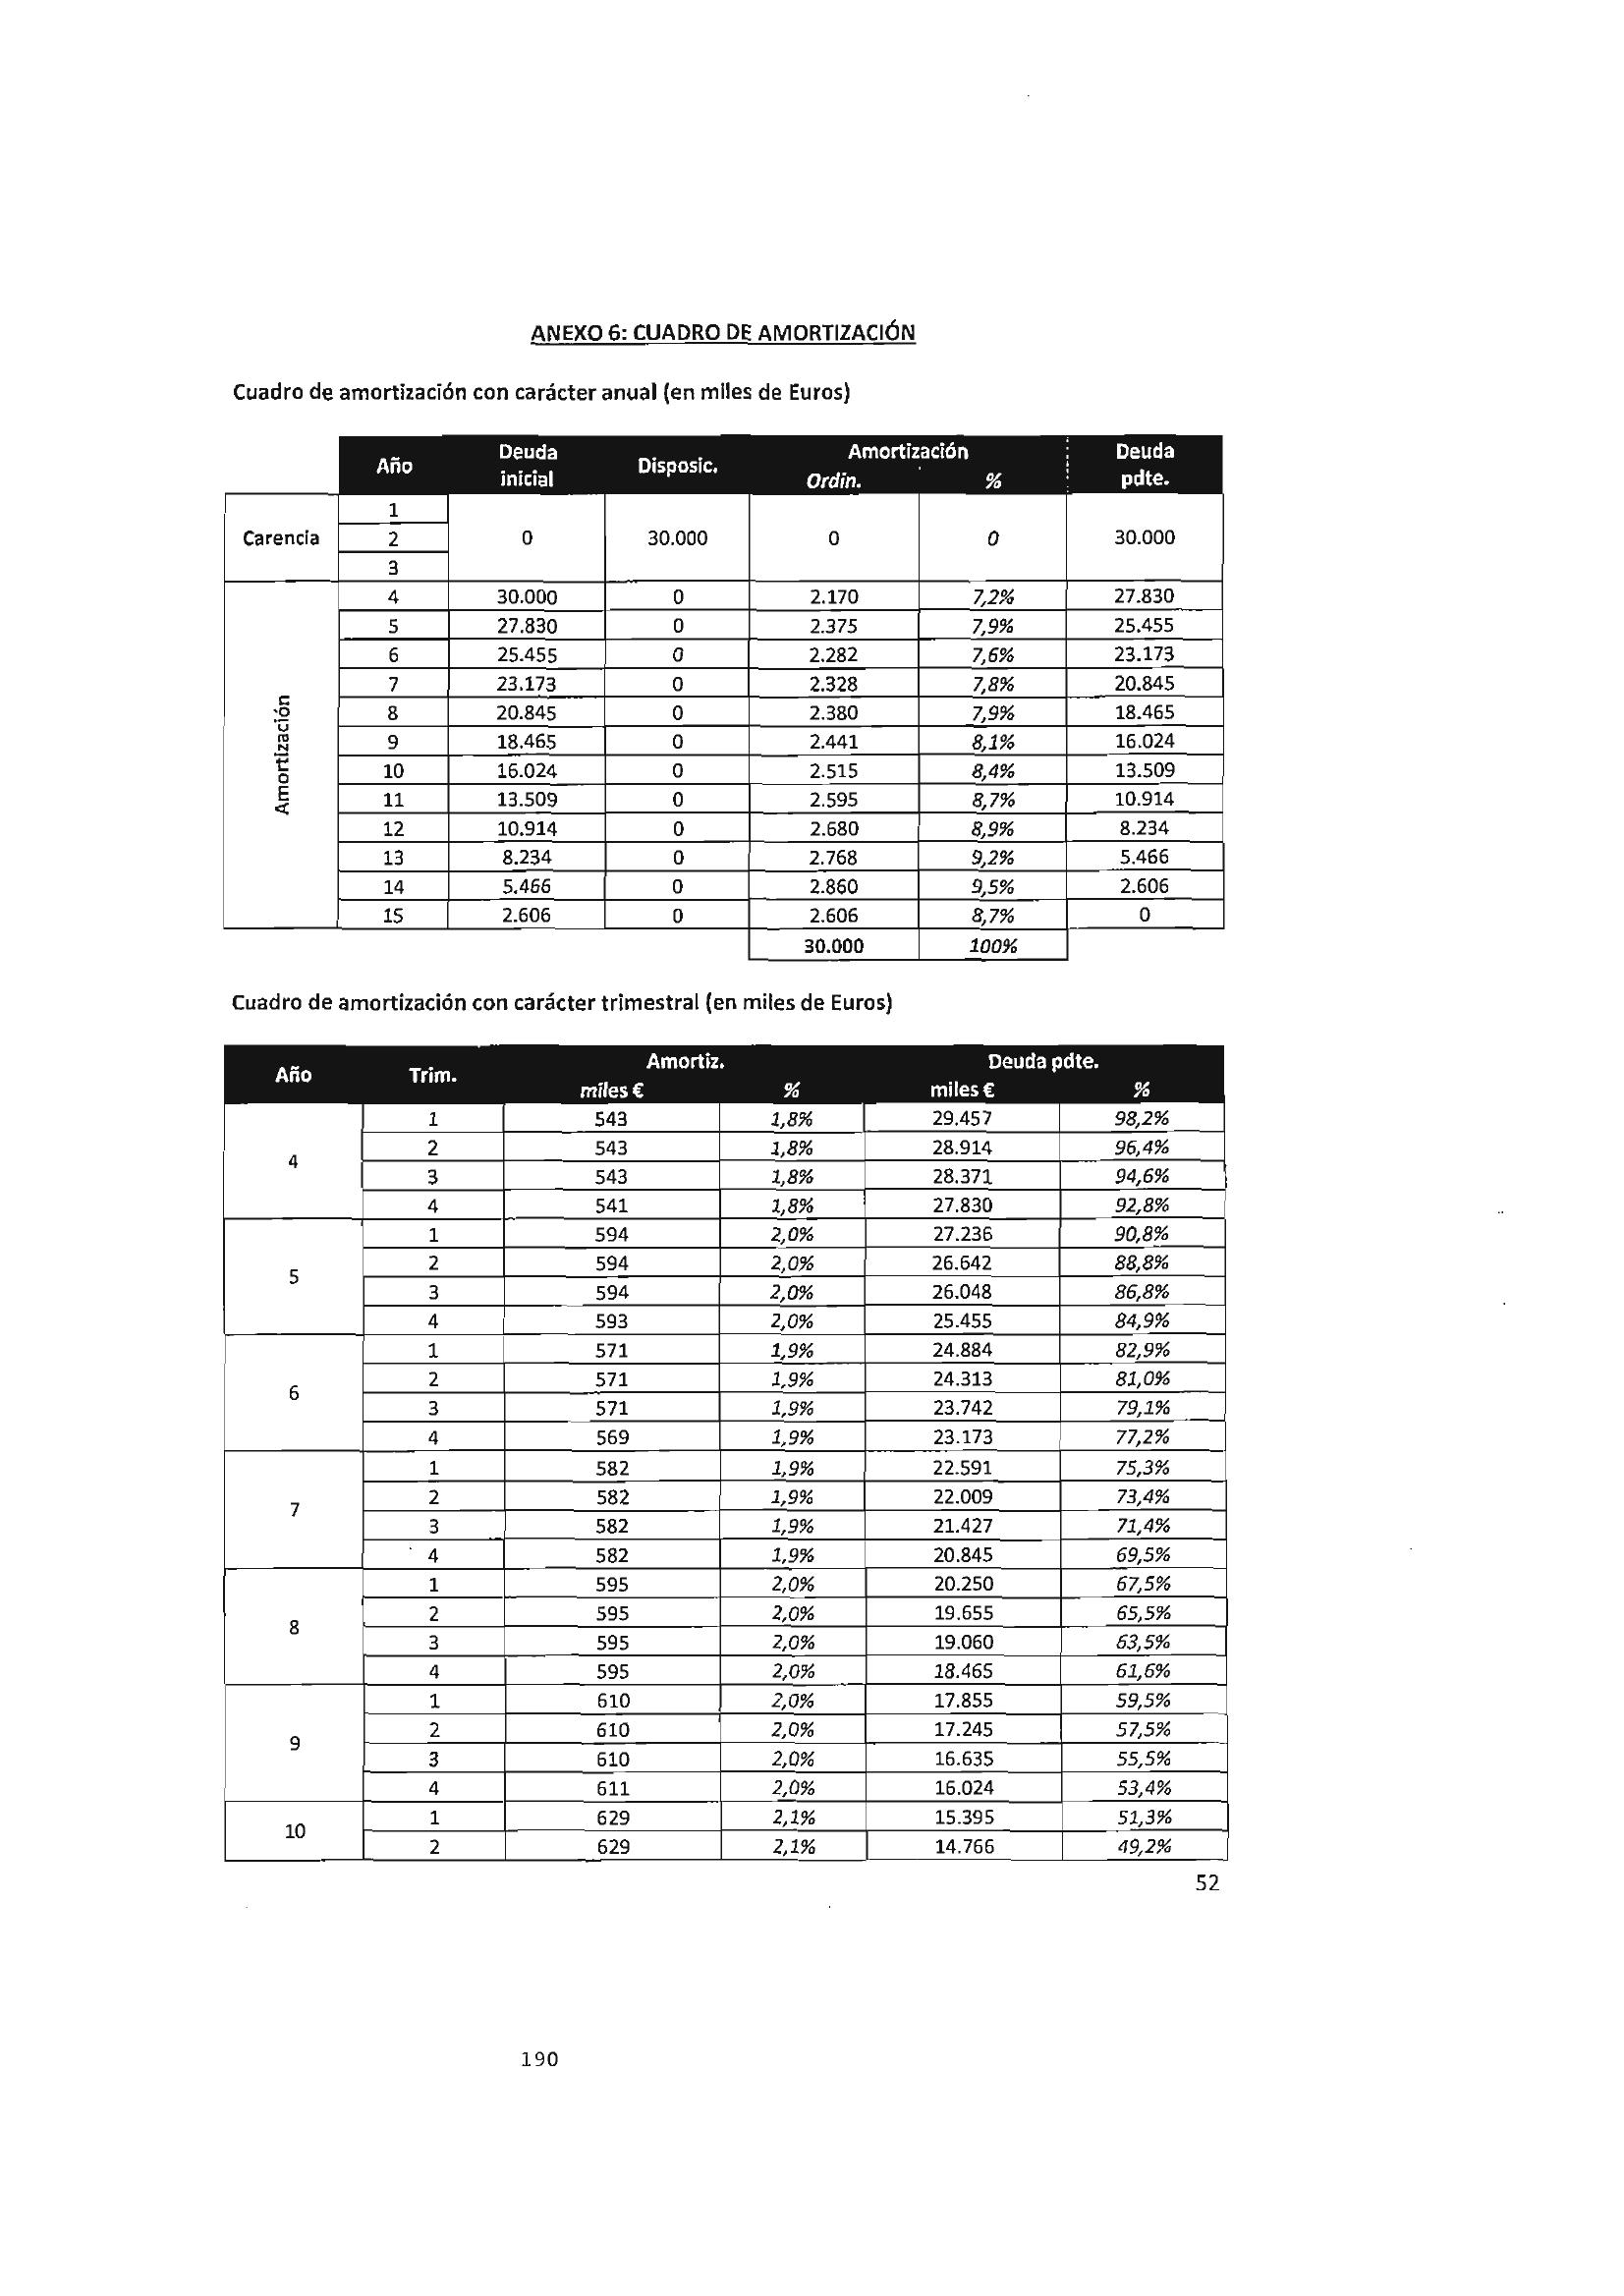 ANEXO 6: CUADRO DE AMORTIZACIÓN
Cuadro de amortización con carácter anual (en miles de Euros)
Año Deuda inicial Disposic. Amortización Ordin. % Deuda pdte.
Carencia 1 2 3 0 30.000 0 0 30.000
Amortización
4 30.000 0 2.170 7,2% 27.830
5 27.830 0 2.375 7,9% 25.455
6 25.455 0 2.282 7,6% 23.173
7 23.173 0 2.328 7,8% 20.845
8 20.845 0 2.380 7,9% 18.465
9 18.465 0 2.441 8,1% 16.024
10 16.024 0 2.515 8,4% 13.509
11 13.509 0 2.595 8,7% 10.914
12 10.914 0 2.680 8,9% 8.234
13 8.234 0 2.768 9,2% 5.466
14 5.466 0 2.860 9,5% 2.606
15 2.606 0 2.606 8,7% 0
30.000 100%
Cuadro de amortización con carácter trimestral (en miles de Euros)
Año Trim. Amortiz. miles € % Deuda pdte. miles € %
4
1 543 1,8% 29.457 98,2%
2 543 1,8% 28.914 96,4%
3 543 1,8% 28.371 94,6%
4 541 1,8% 27.830 92,8%
5
1 594 2,0% 27.236 90,8%
2 594 2,0% 26.642 88,8%
3 594 2,0% 26.048 86,8%
4 593 2,0% 25.455 84,9%
6
1 571 1,9% 24.884 82,9%
2 571 1,9% 24.313 81,0%
3 571 1,9% 23.742 79,1%
4 569 1,9% 23.173 77,2%
7
1 582 1,9% 22.591 75,3%
2 582 1,9% 22.009 73,4%
3 582 1,9% 21.427 71,4%
4 582 1,9% 20.845 69,5%
8
1 595 2,0% 20.250 67,5%
2 595 2,0% 19.655 65,5%
3 595 2,0% 19.060 63,5%
4 595 2,0% 18.465 61,6%
9
1 610 2,0% 17.855 59,5%
2 610 2,0% 17.245 57,5%
3 610 2,0% 16.635 55,5%
4 611 2,0% 16.024 53,4%
10
1 629 2,1% 15.395 51,3%
2 629 2,1% 14.766 49,2%
52
190